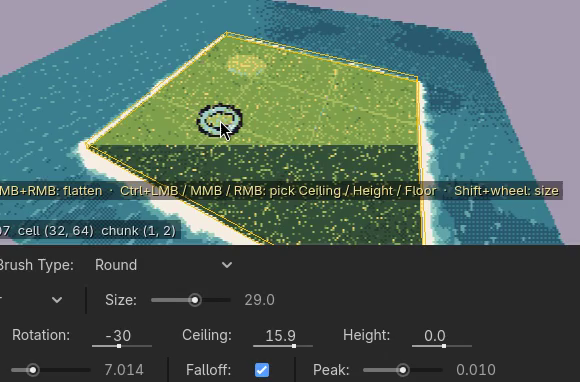 MB+RMB: flatten · Ctrl+LMB / MMB / RMB: pick Ceiling / Height / Floor · Shift+wheel: size
07 cell (32, 64) chunk (1, 2)
Brush Type: Round
Size: 29.0
Rotation: -30 Ceiling: 15.9 Height: 0.0
7.014 Falloff: Peak: 0.010